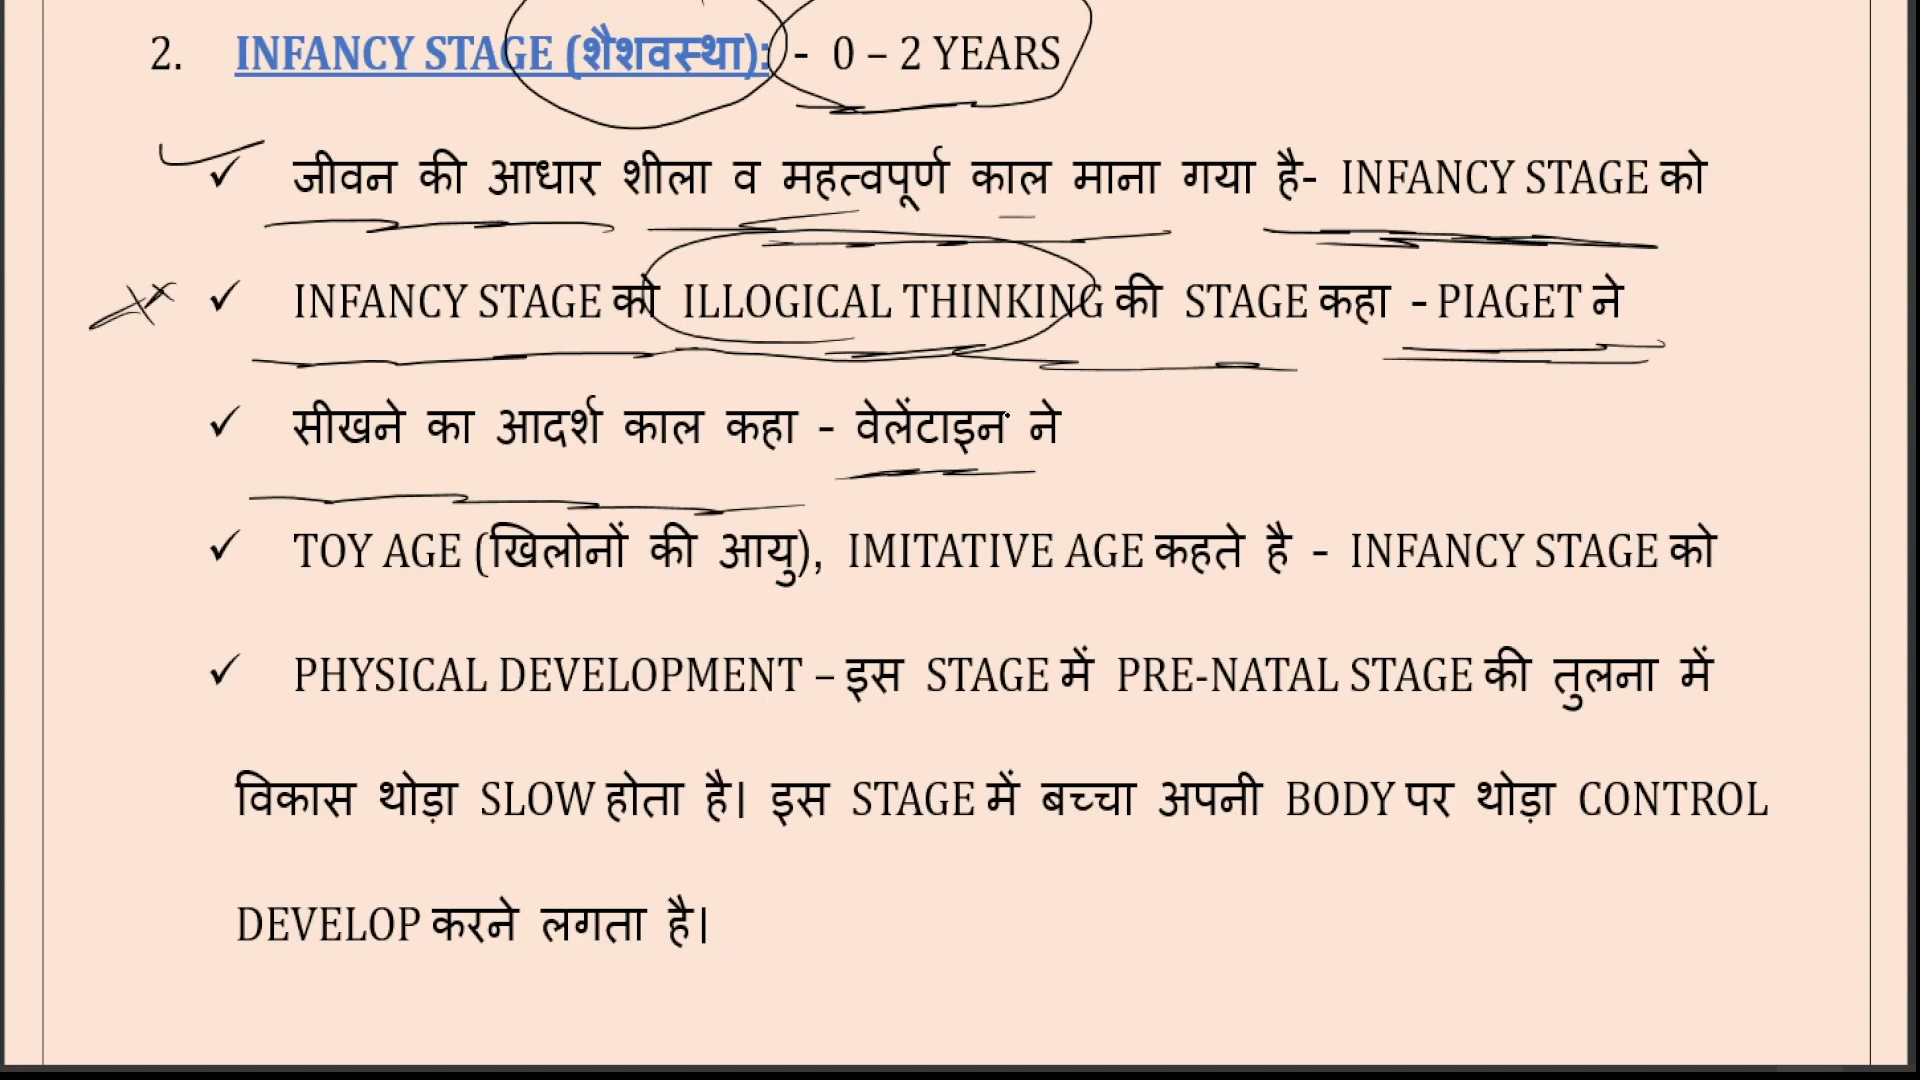 2. INFANCY STAGE (शैशवस्था): - 0 – 2 YEARS
✓ जीवन की आधार शीला व महत्वपूर्ण काल माना गया है- INFANCY STAGE को
✓ INFANCY STAGE को ILLOGICAL THINKING की STAGE कहा - PIAGET ने
✓ सीखने का आदर्श काल कहा - वेलेंटाइन ने
✓ TOY AGE (खिलोनों की आयु), IMITATIVE AGE कहते है - INFANCY STAGE को
✓ PHYSICAL DEVELOPMENT – इस STAGE में PRE-NATAL STAGE की तुलना में
विकास थोड़ा SLOW होता है। इस STAGE में बच्चा अपनी BODY पर थोड़ा CONTROL
DEVELOP करने लगता है।